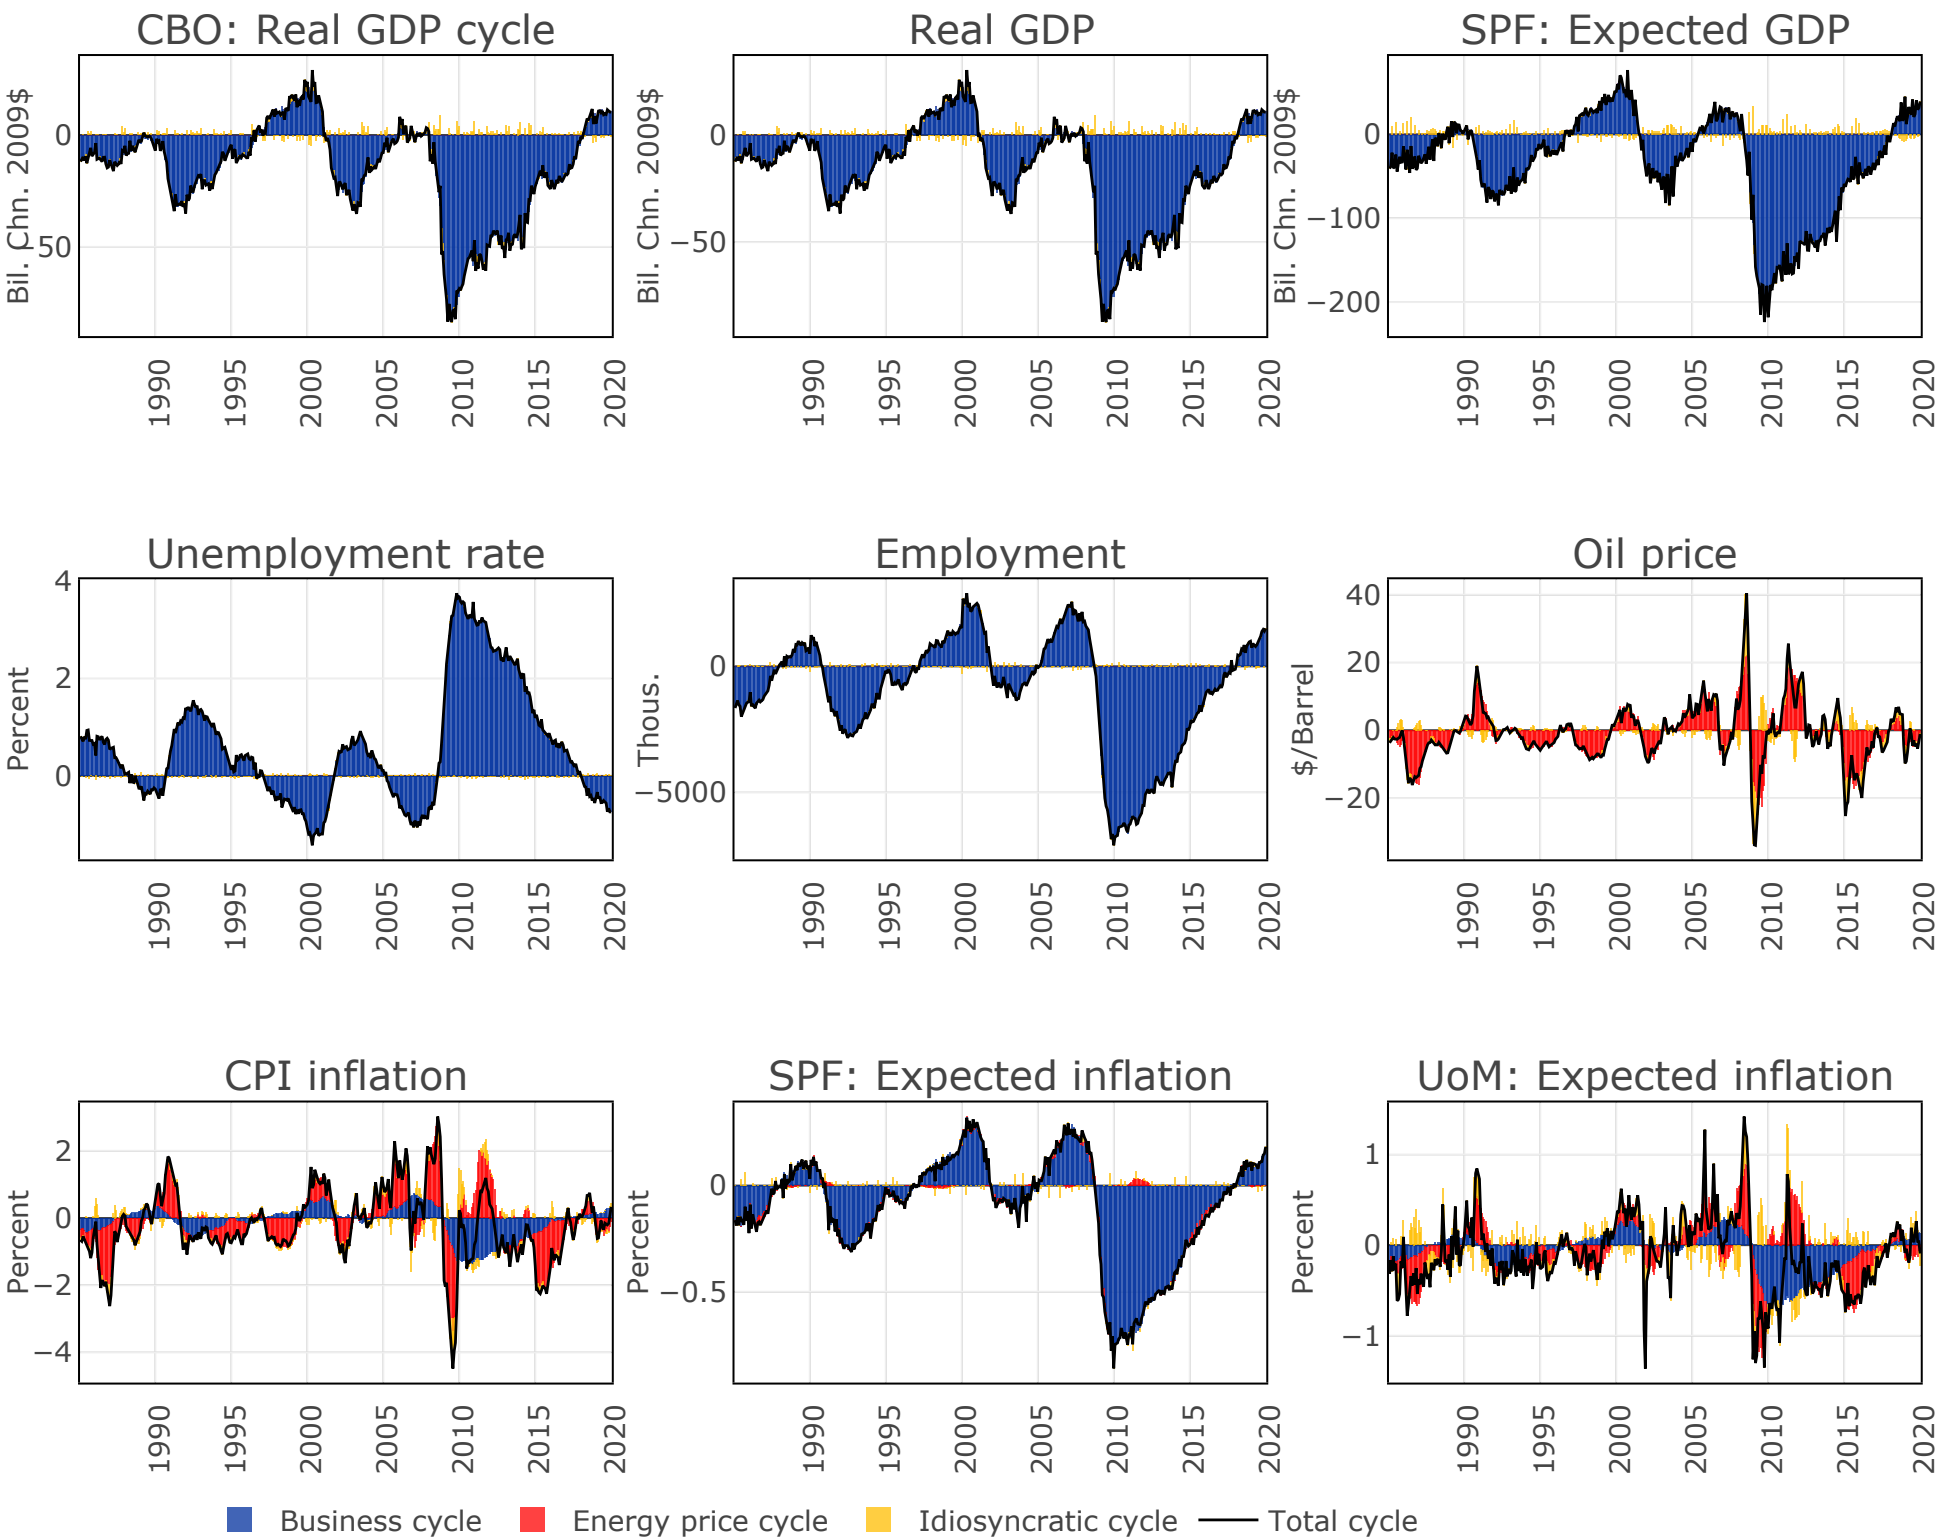 CBO: Real GDP cycle
Bil. Chn. 2009$
0
−50
1990 1995 2000 2005 2010 2015 2020
Real GDP
Bil. Chn. 2009$
0
−50
1990 1995 2000 2005 2010 2015 2020
SPF: Expected GDP
Bil. Chn. 2009$
0
−100
−200
1990 1995 2000 2005 2010 2015 2020
Unemployment rate
Percent
4
2
0
1990 1995 2000 2005 2010 2015 2020
Employment
Thous.
0
−5000
1990 1995 2000 2005 2010 2015 2020
Oil price
$/Barrel
40
20
0
−20
1990 1995 2000 2005 2010 2015 2020
CPI inflation
Percent
2
0
−2
−4
1990 1995 2000 2005 2010 2015 2020
SPF: Expected inflation
Percent
0
−0.5
1990 1995 2000 2005 2010 2015 2020
UoM: Expected inflation
Percent
1
0
−1
1990 1995 2000 2005 2010 2015 2020
Business cycle Energy price cycle Idiosyncratic cycle Total cycle